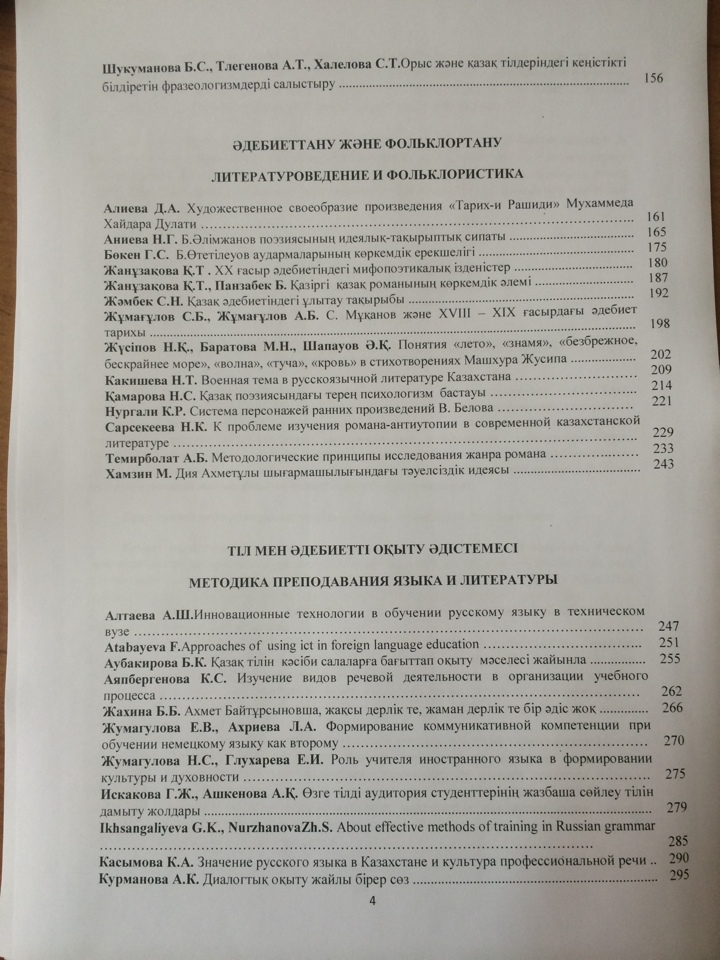 Шукуманова Б.С., Тлегенова А.Т., Халелова С.Т.Орыс және қазақ тілдеріндегі кеңістікті
білдіретін фразеологизмдерді салыстыру ........ 156
ӘДЕБИЕТТАНУ ЖӘНЕ ФОЛЬКЛОРТАНУ
ЛИТЕРАТУРОВЕДЕНИЕ И ФОЛЬКЛОРИСТИКА
Алиева Д.А. Художественное своеобразие произведения «Тарих-и Рашиди» Мухаммеда
Хайдара Дулати ........ 161
Аниева Н.Г. Б.Әлімжанов поэзиясының идеялық-тақырыптық сипаты ........ 165
Бөкен Г.С. Б.Өтетілеуов аудармаларының көркемдік ерекшелігі ........ 175
Жанұзакова Қ.Т . ХХ ғасыр әдебиетіндегі мифопоэтикалық ізденістер ........ 180
Жанұзакова Қ.Т., Панзабек Б. Қазіргі қазақ романының көркемдік әлемі ........ 187
Жәмбек С.Н. Қазақ әдебиетіндегі ұлытау тақырыбы ........ 192
Жұмағұлов С.Б., Жұмағұлов А.Б. С. Мұқанов және XVIII – XIX ғасырдағы әдебиет
тарихы ........ 198
Жүсіпов Н.Қ., Баратова М.Н., Шапауов Ә.Қ. Понятия «лето», «знамя», «безбрежное,
бескрайнее море», «волна», «туча», «кровь» в стихотворениях Машхура Жусипа ........ 202
Какишева Н.Т. Военная тема в русскоязычной литературе Казахстана ........ 209
Қамарова Н.С. Қазақ поэзиясындағы терең психологизм бастауы ........ 214
Нургали К.Р. Система персонажей ранних произведений В. Белова ........ 221
Сарсекеева Н.К. К проблеме изучения романа-антиутопии в современной казахстанской
литературе ........ 229
Темирболат А.Б. Методологические принципы исследования жанра романа ........ 233
Хамзин М. Дия Ахметұлы шығармашылығындағы тәуелсіздік идеясы ........ 243
ТІЛ МЕН ӘДЕБИЕТТІ ОҚЫТУ ӘДІСТЕМЕСІ
МЕТОДИКА ПРЕПОДАВАНИЯ ЯЗЫКА И ЛИТЕРАТУРЫ
Алтаева А.Ш.Инновационные технологии в обучении русскому языку в техническом
вузе ........ 247
Atabayeva F.Approaches of using ict in foreign language education ........ 251
Аубакирова Б.К. Қазақ тілін кәсіби салаларға бағыттап оқыту мәселесі жайынла ........ 255
Аяпбергенова К.С. Изучение видов речевой деятельности в организации учебного
процесса ........ 262
Жахина Б.Б. Ахмет Байтұрсыновша, жақсы дерлік те, жаман дерлік те бір әдіс жоқ ........ 266
Жумагулова Е.В., Ахриева Л.А. Формирование коммуникативной компетенции при
обучении немецкому языку как второму ........ 270
Жумагулова Н.С., Глухарева Е.И. Роль учителя иностранного языка в формировании
культуры и духовности ........ 275
Искакова Г.Ж., Ашкенова А.Қ. Өзге тілді аудитория студенттерінің жазбаша сөйлеу тілін
дамыту жолдары ........ 279
Ikhsangaliyeva G.K., NurzhanovaZh.S. About effective methods of training in Russian grammar
........ 285
Касымова К.А. Значение русского языка в Казахстане и культура профессиональной речи .. 290
Курманова А.К. Диалогтық оқыту жайлы бірер сөз ........ 295
4